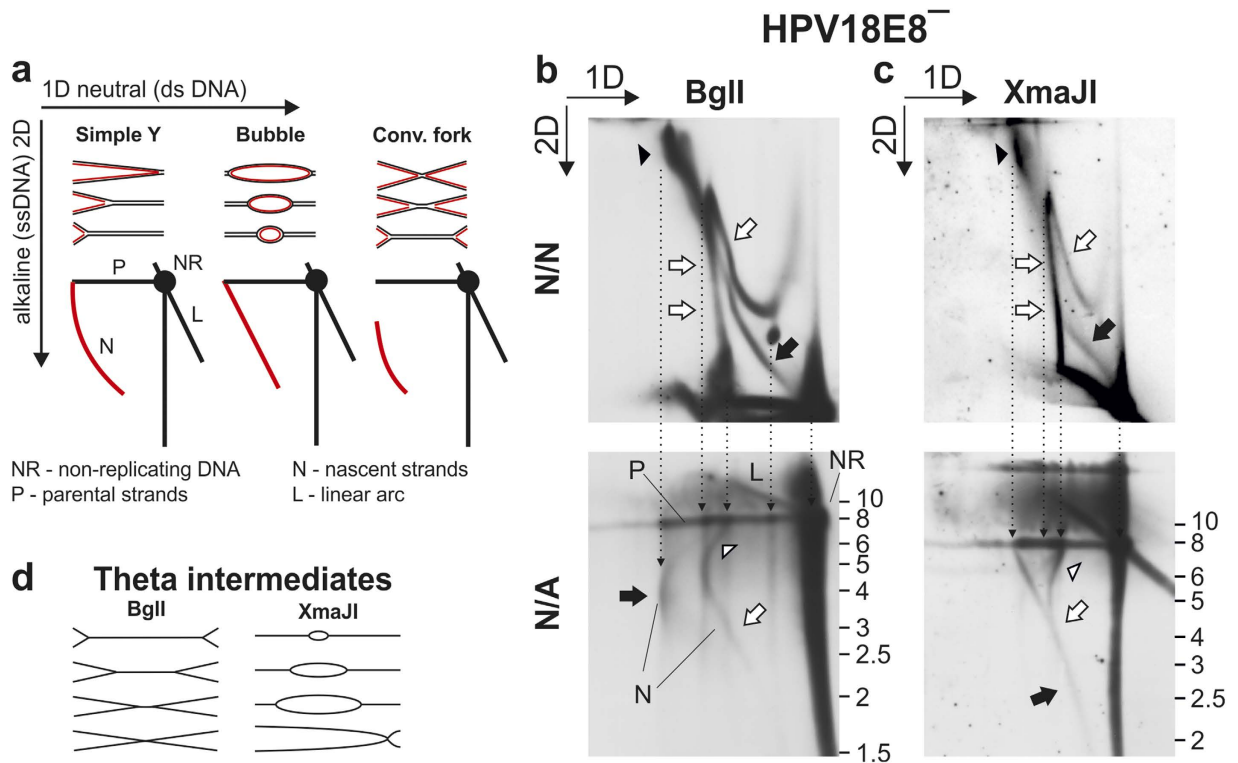 HPV18E8¯
a
1D neutral (ds DNA)
alkaline (ssDNA) 2D
Simple Y
Bubble
Conv. fork
P
NR
L
N
NR - non-replicating DNA
P - parental strands
N - nascent strands
L - linear arc
d
Theta intermediates
BglI
XmaJI
b
1D
BglI
2D
N/N
P
L
NR
N/A
N
10
8
6
5
4
3
2.5
2
1.5
c
1D
XmaJI
2D
10
8
6
5
4
3
2.5
2